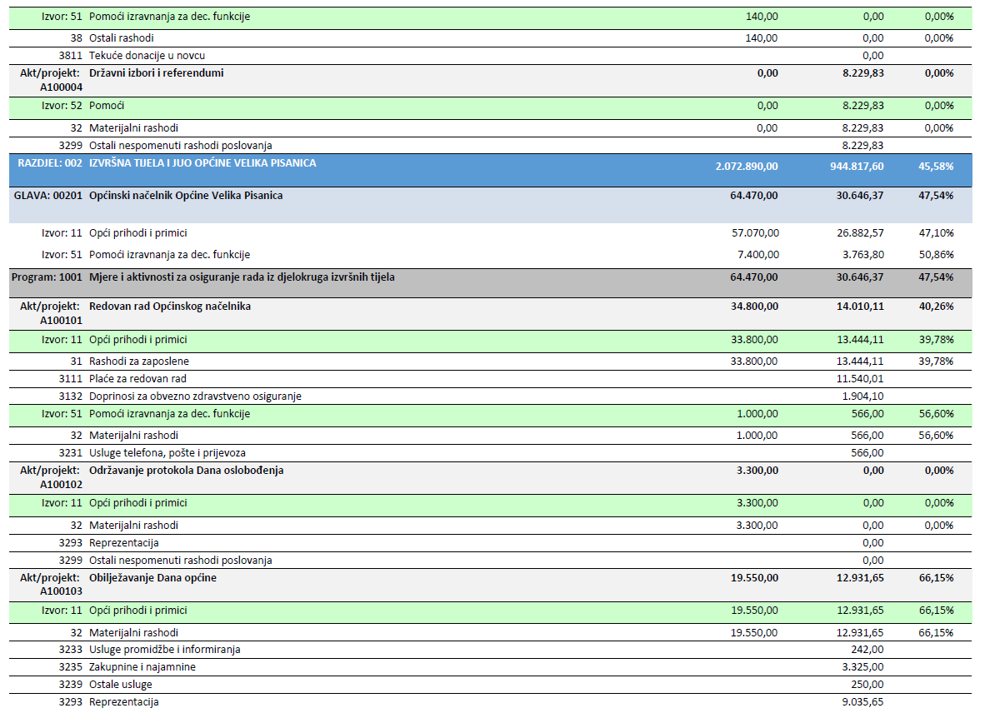 Izvor: 51 Pomoći izravnanja za dec. funkcije 140,00 0,00 0,00%
38 Ostali rashodi 140,00 0,00 0,00%
3811 Tekuće donacije u novcu 0,00
Akt/projekt: Državni izbori i referendumi 0,00 8.229,83 0,00%
A100004
Izvor: 52 Pomoći 0,00 8.229,83 0,00%
32 Materijalni rashodi 0,00 8.229,83 0,00%
3299 Ostali nespomenuti rashodi poslovanja 8.229,83
RAZDJEL: 002 IZVRŠNA TIJELA I JUO OPĆINE VELIKA PISANICA 2.072.890,00 944.817,60 45,58%
GLAVA: 00201 Općinski načelnik Općine Velika Pisanica 64.470,00 30.646,37 47,54%
Izvor: 11 Opći prihodi i primici 57.070,00 26.882,57 47,10%
Izvor: 51 Pomoći izravnanja za dec. funkcije 7.400,00 3.763,80 50,86%
Program: 1001 Mjere i aktivnosti za osiguranje rada iz djelokruga izvršnih tijela 64.470,00 30.646,37 47,54%
Akt/projekt: Redovan rad Općinskog načelnika 34.800,00 14.010,11 40,26%
A100101
Izvor: 11 Opći prihodi i primici 33.800,00 13.444,11 39,78%
31 Rashodi za zaposlene 33.800,00 13.444,11 39,78%
3111 Plaće za redovan rad 11.540,01
3132 Doprinosi za obvezno zdravstveno osiguranje 1.904,10
Izvor: 51 Pomoći izravnanja za dec. funkcije 1.000,00 566,00 56,60%
32 Materijalni rashodi 1.000,00 566,00 56,60%
3231 Usluge telefona, pošte i prijevoza 566,00
Akt/projekt: Održavanje protokola Dana oslobođenja 3.300,00 0,00 0,00%
A100102
Izvor: 11 Opći prihodi i primici 3.300,00 0,00 0,00%
32 Materijalni rashodi 3.300,00 0,00 0,00%
3293 Reprezentacija 0,00
3299 Ostali nespomenuti rashodi poslovanja 0,00
Akt/projekt: Obilježavanje Dana općine 19.550,00 12.931,65 66,15%
A100103
Izvor: 11 Opći prihodi i primici 19.550,00 12.931,65 66,15%
32 Materijalni rashodi 19.550,00 12.931,65 66,15%
3233 Usluge promidžbe i informiranja 242,00
3235 Zakupnine i najamnine 3.325,00
3239 Ostale usluge 250,00
3293 Reprezentacija 9.035,65